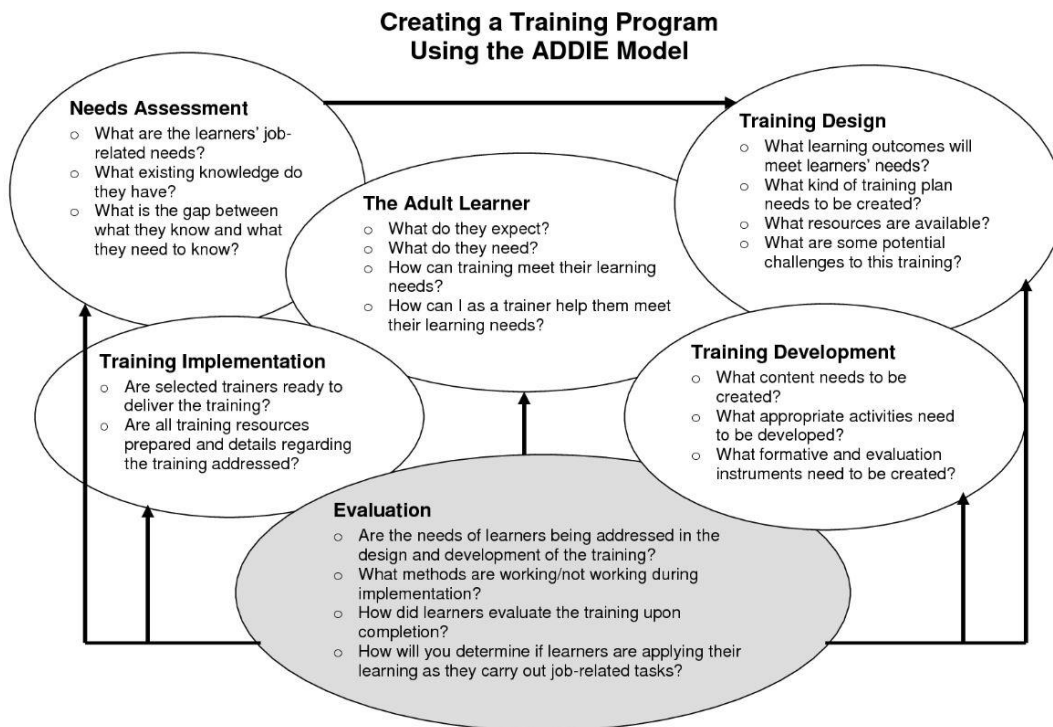 Creating a Training Program
Using the ADDIE Model
Needs Assessment
○ What are the learners' job-
related needs?
○ What existing knowledge do
they have?
○ What is the gap between
what they know and what
they need to know?
Training Design
○ What learning outcomes will
meet learners' needs?
○ What kind of training plan
needs to be created?
○ What resources are available?
○ What are some potential
challenges to this training?
The Adult Learner
○ What do they expect?
○ What do they need?
○ How can training meet their learning
needs?
○ How can I as a trainer help them meet
their learning needs?
Training Implementation
○ Are selected trainers ready to
deliver the training?
○ Are all training resources
prepared and details regarding
the training addressed?
Training Development
○ What content needs to be
created?
○ What appropriate activities need
to be developed?
○ What formative and evaluation
instruments need to be created?
Evaluation
○ Are the needs of learners being addressed in the
design and development of the training?
○ What methods are working/not working during
implementation?
○ How did learners evaluate the training upon
completion?
○ How will you determine if learners are applying their
learning as they carry out job-related tasks?